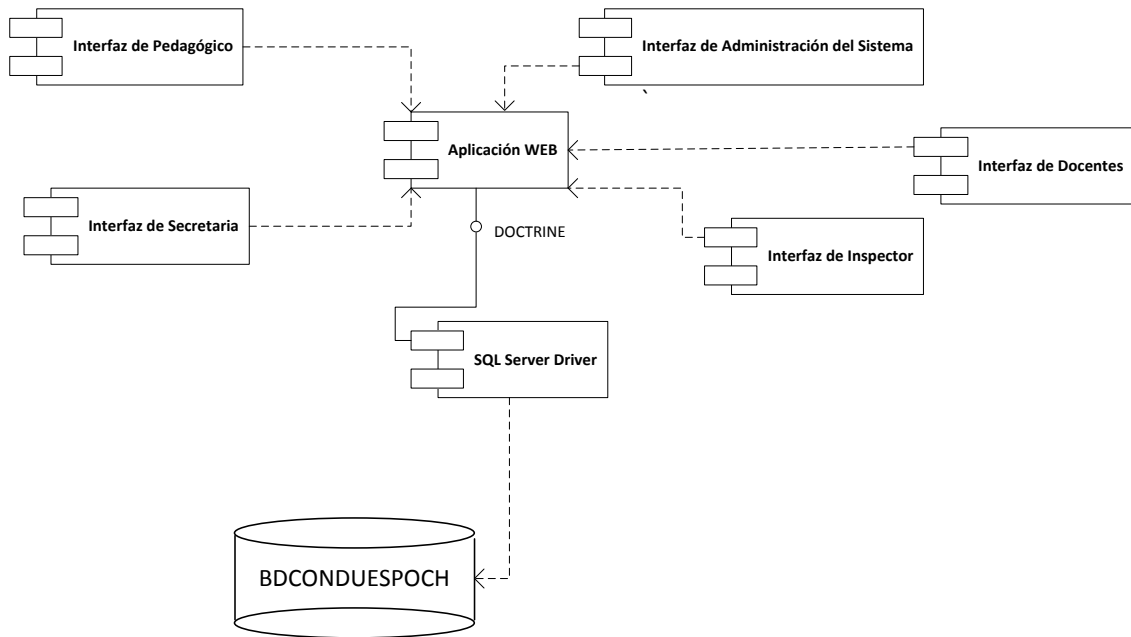 Interfaz de Pedagógico
Interfaz de Administración del Sistema
`
Aplicación WEB
Interfaz de Docentes
Interfaz de Secretaria
DOCTRINE
Interfaz de Inspector
SQL Server Driver
BDCONDUESPOCH